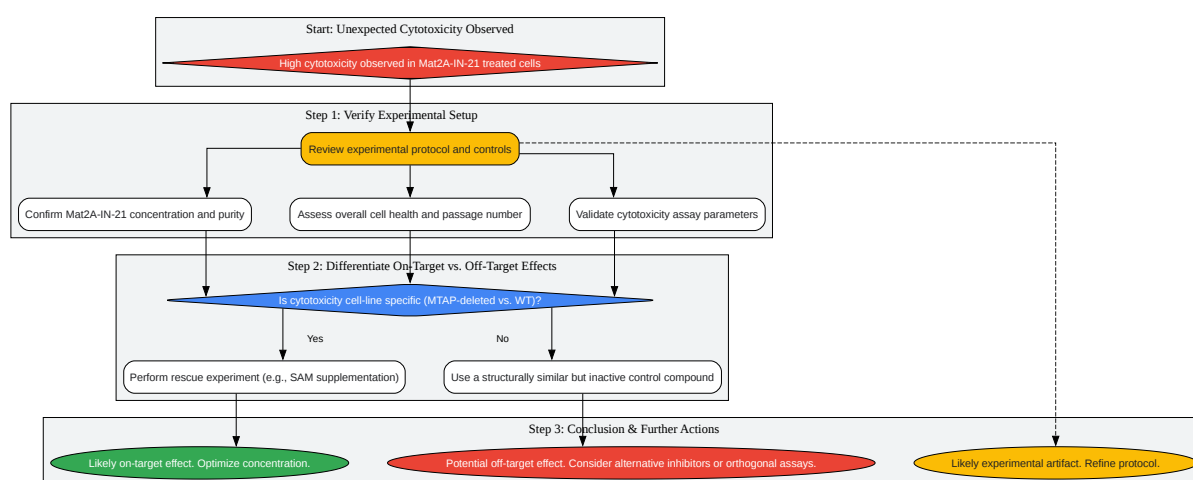 Start: Unexpected Cytotoxicity Observed
High cytotoxicity observed in Mat2A-IN-21 treated cells
Step 1: Verify Experimental Setup
Review experimental protocol and controls
Confirm Mat2A-IN-21 concentration and purity
Assess overall cell health and passage number
Validate cytotoxicity assay parameters
Step 2: Differentiate On-Target vs. Off-Target Effects
Is cytotoxicity cell-line specific (MTAP-deleted vs. WT)?
Yes
No
Perform rescue experiment (e.g., SAM supplementation)
Use a structurally similar but inactive control compound
Step 3: Conclusion & Further Actions
Likely on-target effect. Optimize concentration.
Potential off-target effect. Consider alternative inhibitors or orthogonal assays.
Likely experimental artifact. Refine protocol.